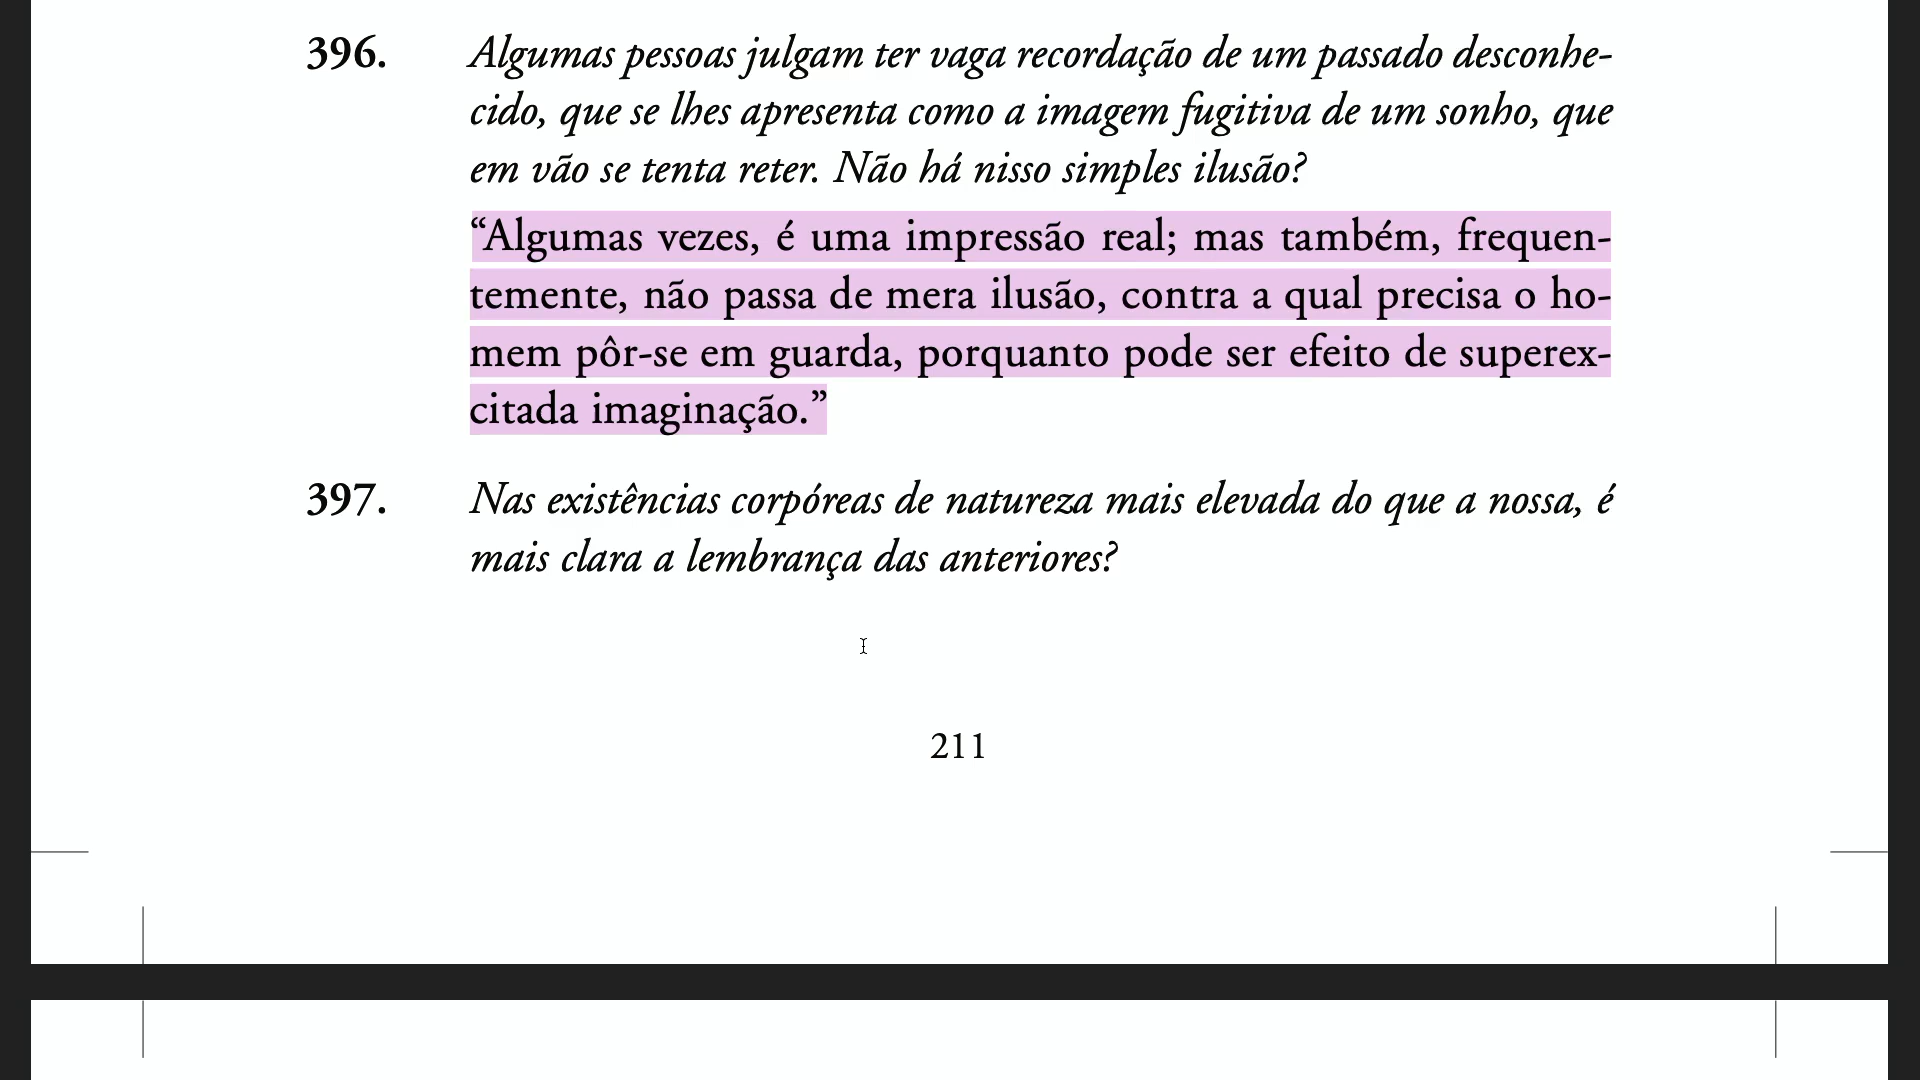 396. Algumas pessoas julgam ter vaga recordação de um passado desconhe-
cido, que se lhes apresenta como a imagem fugitiva de um sonho, que
em vão se tenta reter. Não há nisso simples ilusão?
“Algumas vezes, é uma impressão real; mas também, frequen-
temente, não passa de mera ilusão, contra a qual precisa o ho-
mem pôr-se em guarda, porquanto pode ser efeito de superex-
citada imaginação.”
397. Nas existências corpóreas de natureza mais elevada do que a nossa, é
mais clara a lembrança das anteriores?
211